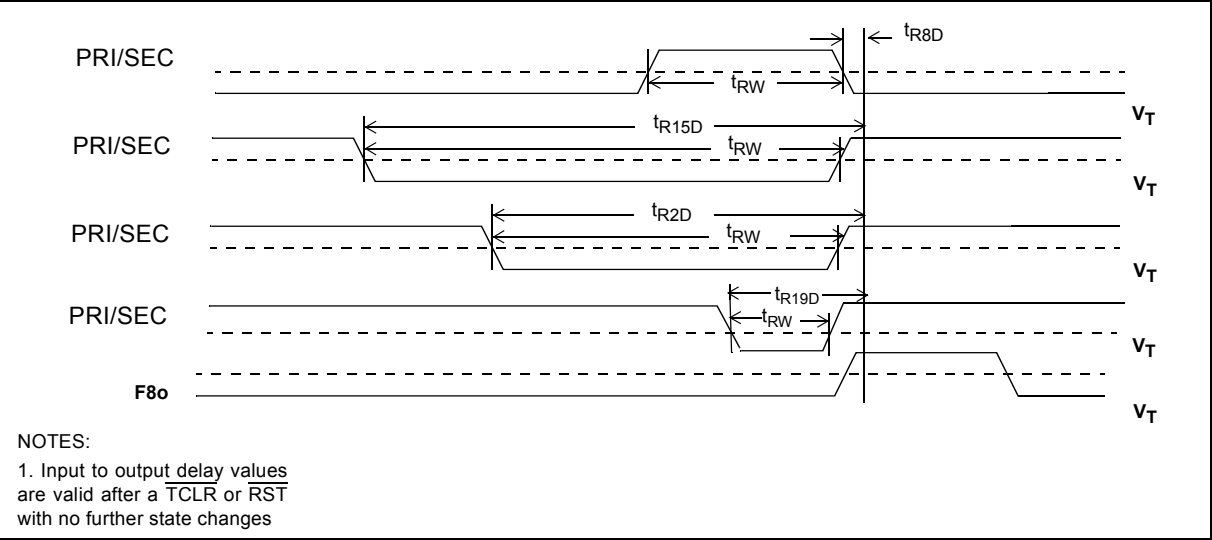 tR8D
PRI/SEC
tRW
VT
tR15D
PRI/SEC
tRW
VT
tR2D
PRI/SEC
tRW
VT
tR19D
PRI/SEC
tRW
VT
F8o
VT
NOTES:
1. Input to output delay values
are valid after a TCLR or RST
with no further state changes